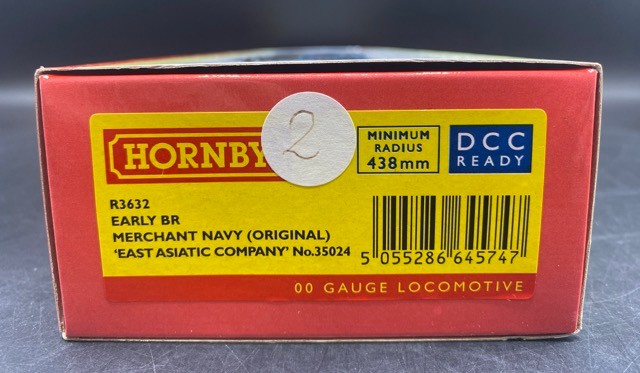 HORNBY
2
MINIMUM
RADIUS
438mm
DCC
READY
R3632
EARLY BR
MERCHANT NAVY (ORIGINAL)
'EAST ASIATIC COMPANY' No.35024
5 055286 645747
00 GAUGE LOCOMOTIVE